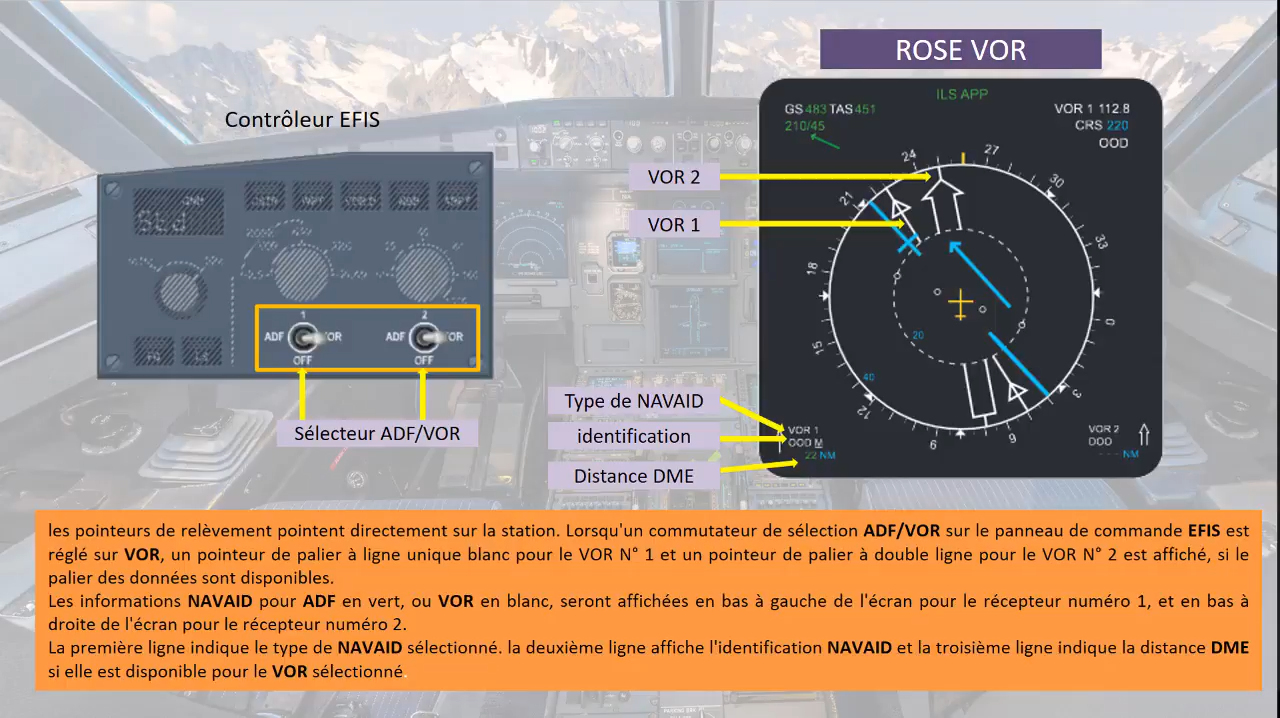 ROSE VOR
Contrôleur EFIS
ILS APP
GS 483 TAS 451
210/45
VOR 1 112.8
CRS 220
OOD
24
27
30
33
0
3
9
6
12
15
18
21
20
40
VOR 2
VOR 1
Std
1
ADF VOR
OFF
2
ADF VOR
OFF
Sélecteur ADF/VOR
Type de NAVAID
identification
Distance DME
VOR 1
OOD M
22 NM
VOR 2
DOO
--- NM
les pointeurs de relèvement pointent directement sur la station. Lorsqu'un commutateur de sélection ADF/VOR sur le panneau de commande EFIS est
réglé sur VOR, un pointeur de palier à ligne unique blanc pour le VOR N° 1 et un pointeur de palier à double ligne pour le VOR N° 2 est affiché, si le
palier des données sont disponibles.
Les informations NAVAID pour ADF en vert, ou VOR en blanc, seront affichées en bas à gauche de l'écran pour le récepteur numéro 1, et en bas à
droite de l'écran pour le récepteur numéro 2.
La première ligne indique le type de NAVAID sélectionné. la deuxième ligne affiche l'identification NAVAID et la troisième ligne indique la distance DME
si elle est disponible pour le VOR sélectionné.